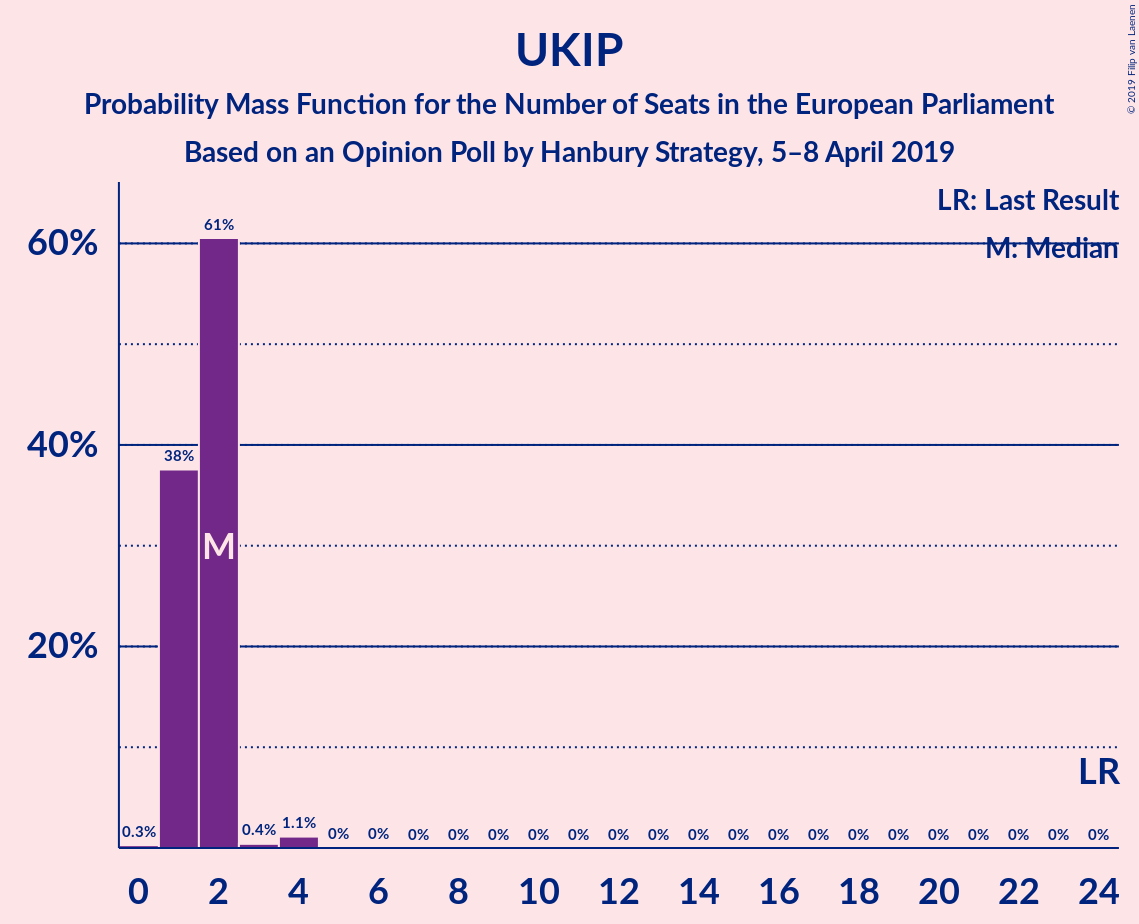 UKIP
Probability Mass Function for the Number of Seats in the European Parliament
Based on an Opinion Poll by Hanbury Strategy, 5–8 April 2019
© 2019 Filip van Laenen
LR: Last Result
M: Median
60%
40%
20%
0.3%
38%
61%
0.4%
1.1%
0% 0% 0% 0% 0% 0% 0% 0% 0% 0% 0% 0% 0% 0% 0% 0% 0% 0% 0% 0%
M
LR
0 2 4 6 8 10 12 14 16 18 20 22 24